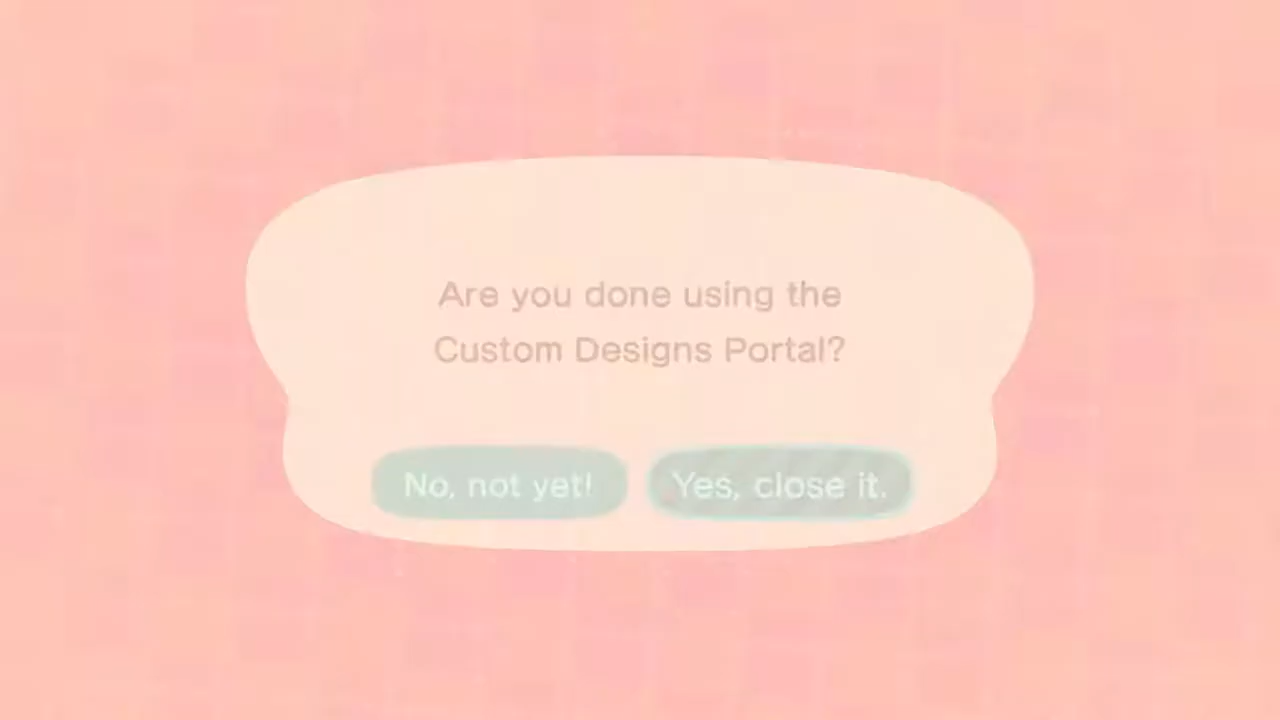 Are you done using the
Custom Designs Portal?
No, not yet!
Yes, close it.